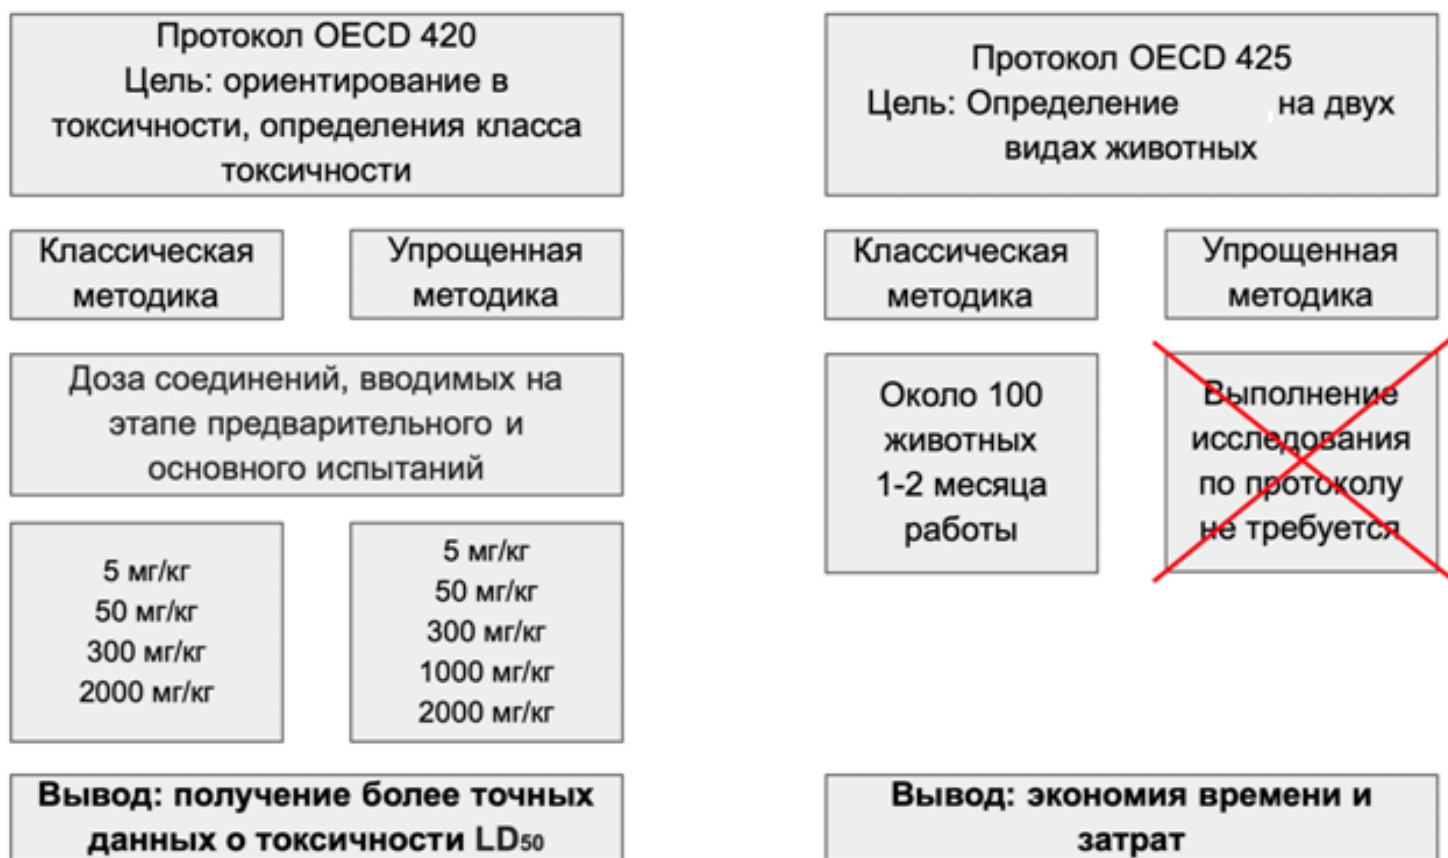 Протокол OECD 420
Цель: ориентирование в
токсичности, определения класса
токсичности
Классическая
методика
Упрощенная
методика
Доза соединений, вводимых на
этапе предварительного и
основного испытаний
5 мг/кг
50 мг/кг
300 мг/кг
2000 мг/кг
5 мг/кг
50 мг/кг
300 мг/кг
1000 мг/кг
2000 мг/кг
Вывод: получение более точных
данных о токсичности LD50
Протокол OECD 425
Цель: Определение , на двух
видах животных
Классическая
методика
Упрощенная
методика
Около 100
животных
1-2 месяца
работы
Выполнение
исследования
по протоколу
не требуется
Вывод: экономия времени и
затрат